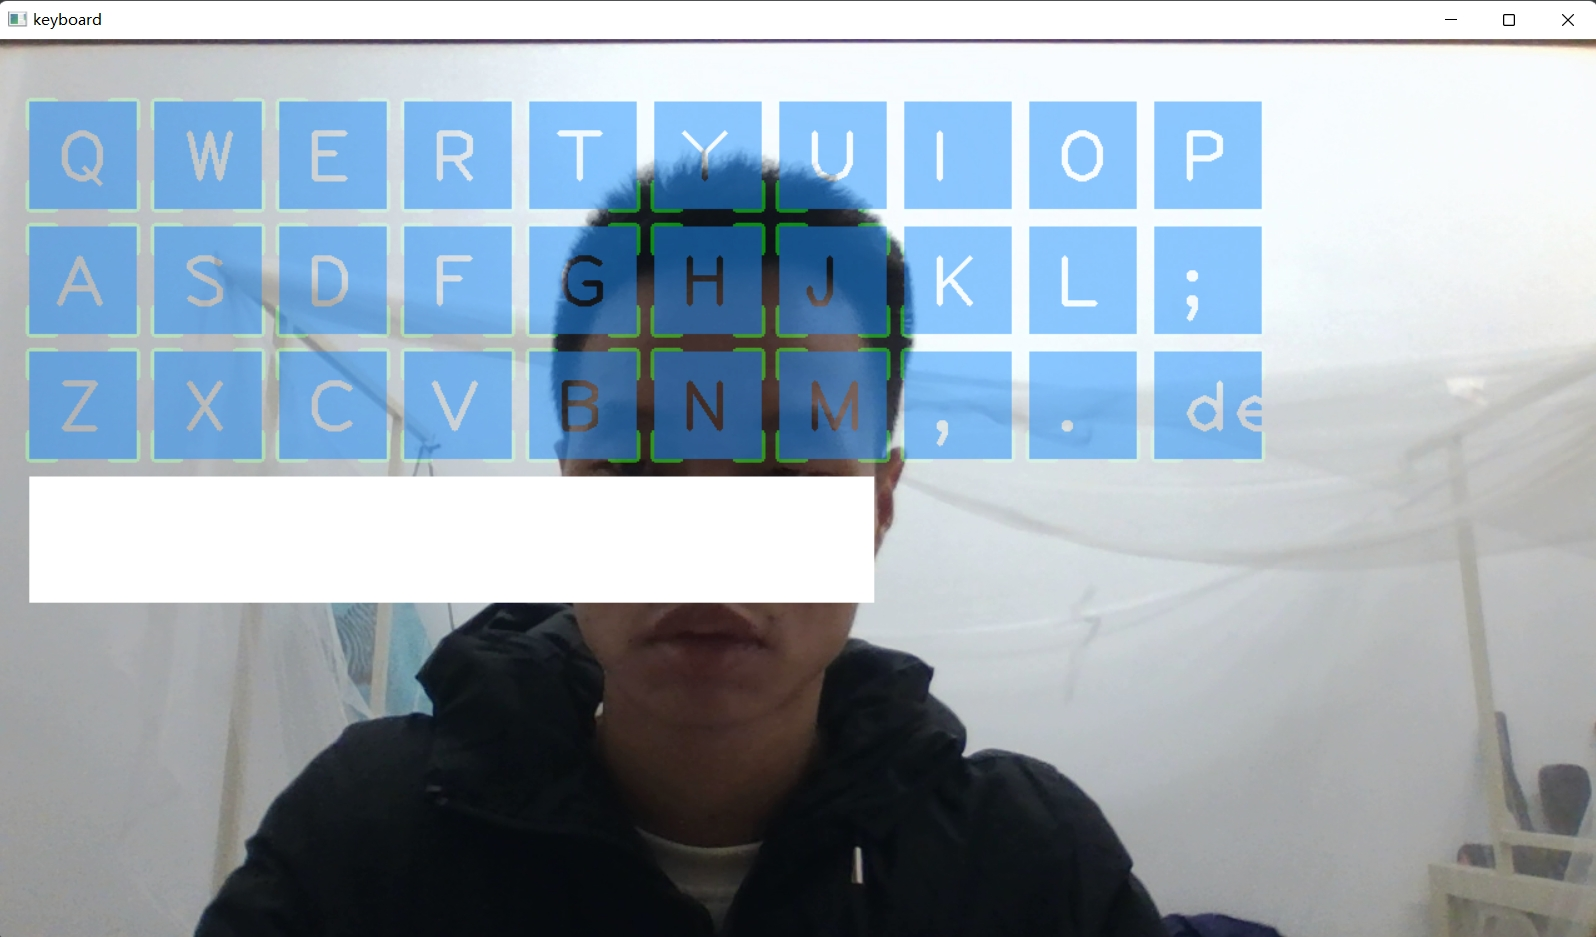 keyboard
Q W E R T Y U I O P
A S D F G H J K L ;
Z X C V B N M , . de